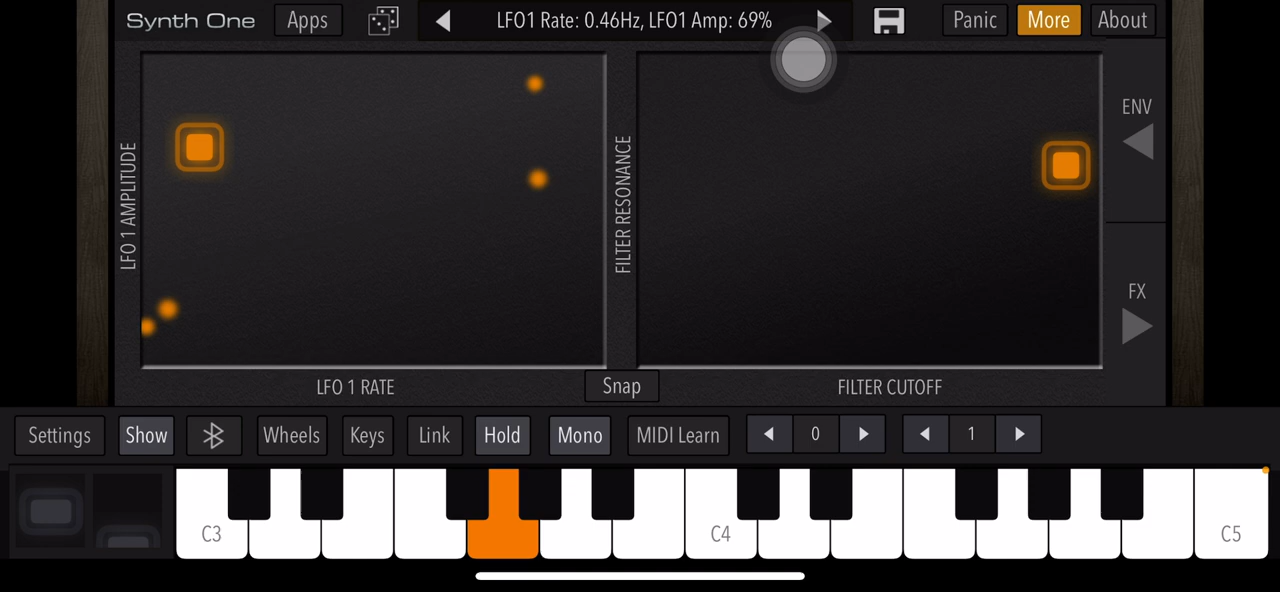 Synth One
Apps
LFO1 Rate: 0.46Hz, LFO1 Amp: 69%
Panic
More
About
LFO 1 AMPLITUDE
FILTER RESONANCE
ENV
FX
LFO 1 RATE
Snap
FILTER CUTOFF
Settings
Show
Wheels
Keys
Link
Hold
Mono
MIDI Learn
0
1
C3
C4
C5